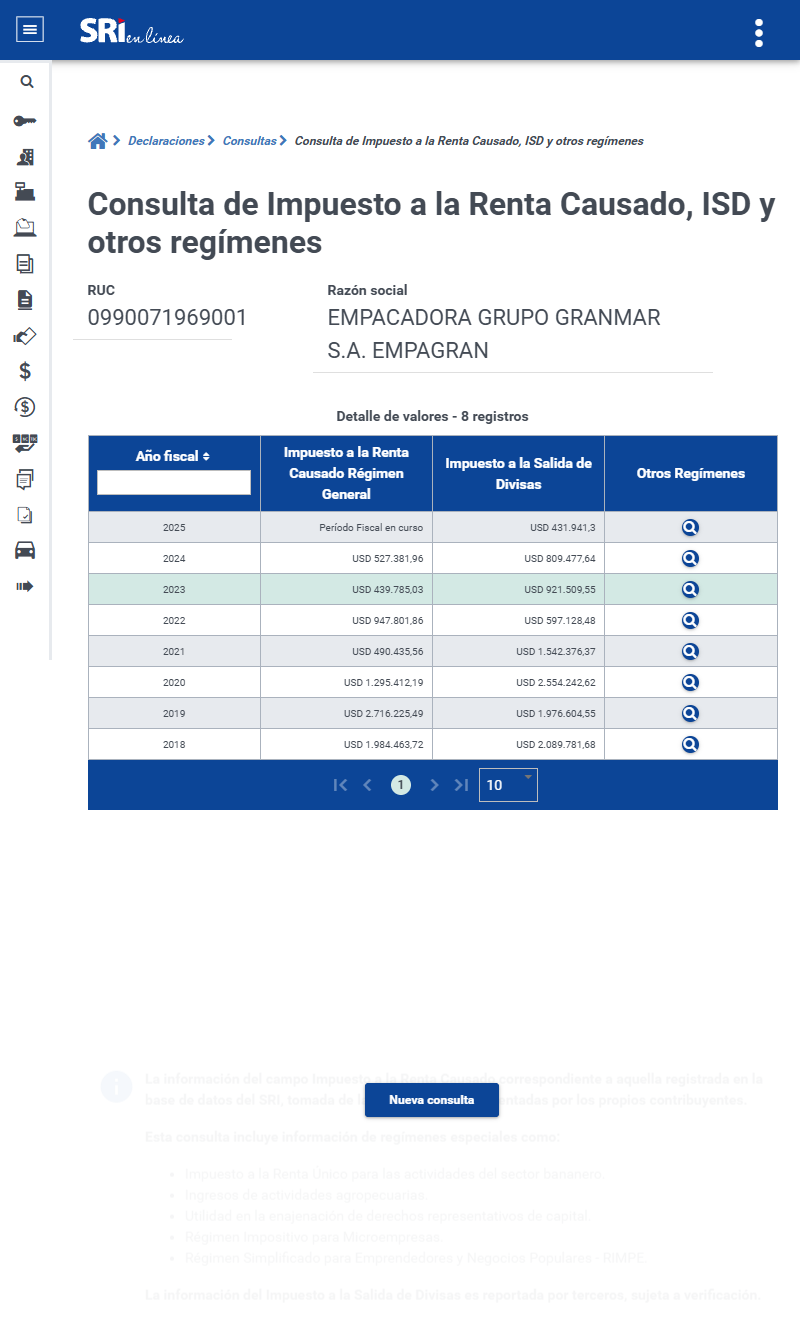 SRi en línea
Declaraciones Consultas Consulta de Impuesto a la Renta Causado, ISD y otros regímenes
Consulta de Impuesto a la Renta Causado, ISD y
otros regímenes
RUC Razón social
0990071969001 EMPACADORA GRUPO GRANMAR
S.A. EMPAGRAN
Detalle de valores - 8 registros
Año fiscal Impuesto a la Renta Causado Régimen General Impuesto a la Salida de Divisas Otros Regímenes
2025 Período Fiscal en curso USD 431.941,3
2024 USD 527.381,96 USD 809.477,64
2023 USD 439.785,03 USD 921.509,55
2022 USD 947.801,86 USD 597.128,48
2021 USD 490.435,56 USD 1.542.376,37
2020 USD 1.295.412,19 USD 2.554.242,62
2019 USD 2.716.225,49 USD 1.976.604,55
2018 USD 1.984.463,72 USD 2.089.781,68
1 10
La información del campo Impuesto a la Renta Causado correspondiente a aquella registrada en la
base de datos del SRI, tomada de la por los propios contribuyentes.
Nueva consulta
Esta consulta incluye información de regímenes especiales como:
Impuesto a la Renta Único para las actividades del sector bananero.
Ingresos de actividades agropecuarias.
Utilidad en la enajenación de derechos representativos de capital.
Régimen Impositivo para Microempresas.
Régimen Simplificado para Emprendedores y Negocios Populares - RIMPE.
La información del Impuesto a la Salida de Divisas es reportada por terceros, sujeta a verificación.